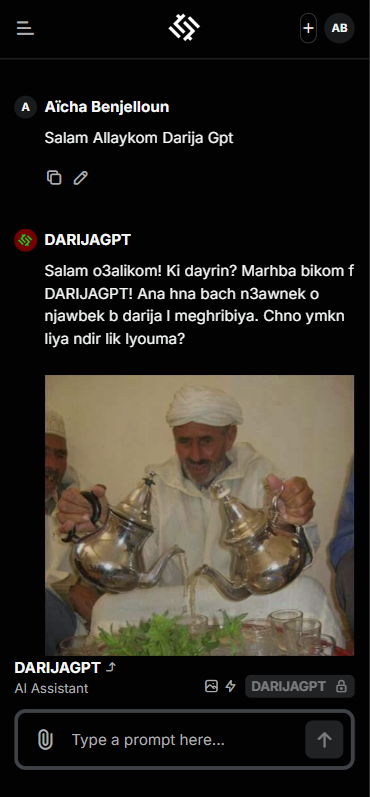 AB
A
Aïcha Benjelloun
Salam Allaykom Darija Gpt
DARIJAGPT
Salam o3alikom! Ki dayrin? Marhba bikom f
DARIJAGPT! Ana hna bach n3awnek o
njawbek b darija l meghribiya. Chno ymkn
liya ndir lik lyouma?
DARIJAGPT
AI Assistant
DARIJAGPT
Type a prompt here...